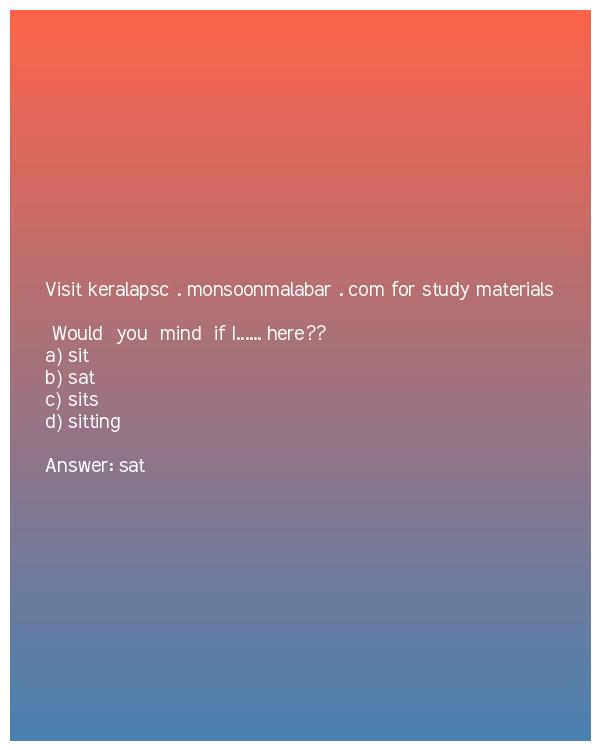 Visit keralapsc . monsoonmalabar . com for study materials
Would you mind if I...... here??
a) sit
b) sat
c) sits
d) sitting
Answer: sat